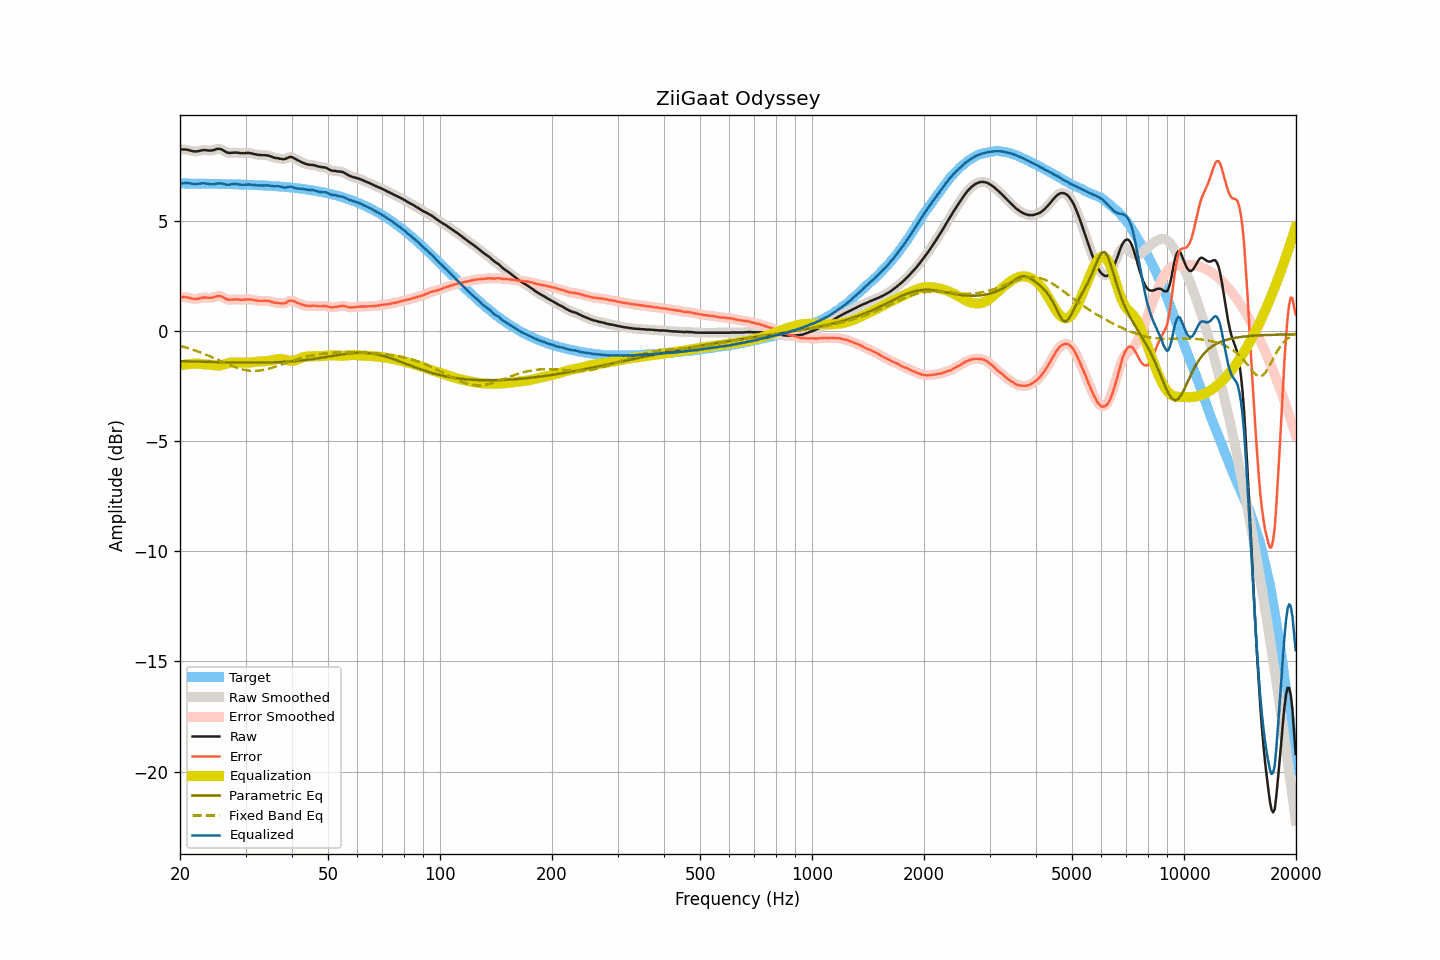 ZiiGaat Odyssey
Amplitude (dBr)
5
0
−5
−10
−15
−20
Target
Raw Smoothed
Error Smoothed
Raw
Error
Equalization
Parametric Eq
Fixed Band Eq
Equalized
20 50 100 200 500 1000 2000 5000 10000 20000
Frequency (Hz)